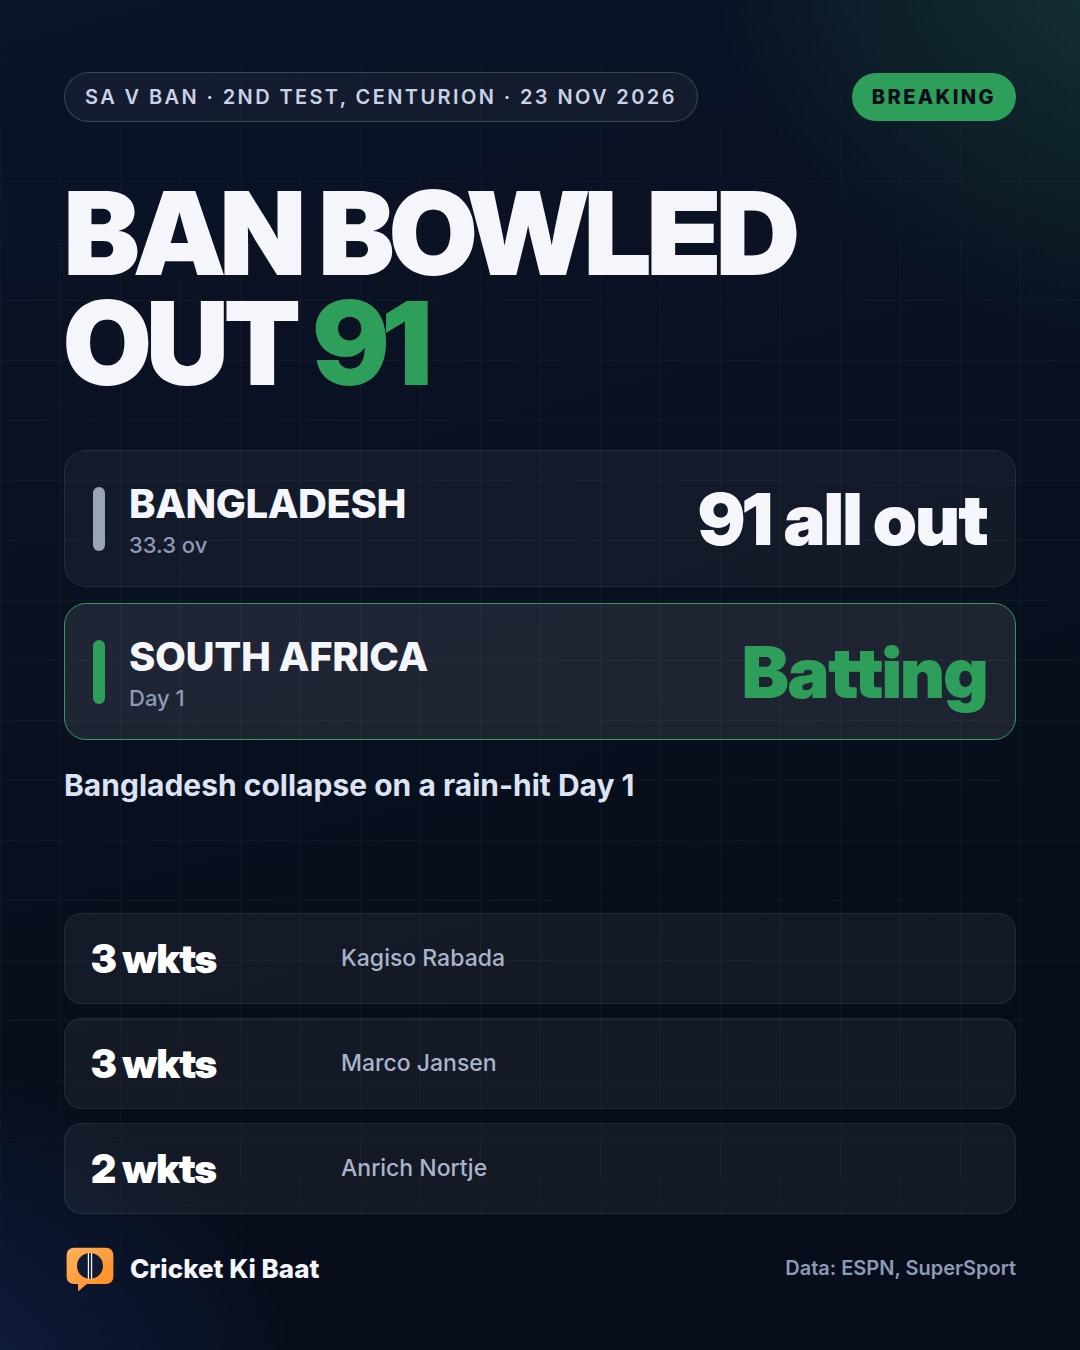 SA V BAN · 2ND TEST, CENTURION · 23 NOV 2026
BREAKING
BAN BOWLED
OUT 91
BANGLADESH
33.3 ov
91 all out
SOUTH AFRICA
Day 1
Batting
Bangladesh collapse on a rain-hit Day 1
3 wkts
Kagiso Rabada
3 wkts
Marco Jansen
2 wkts
Anrich Nortje
Cricket Ki Baat
Data: ESPN, SuperSport